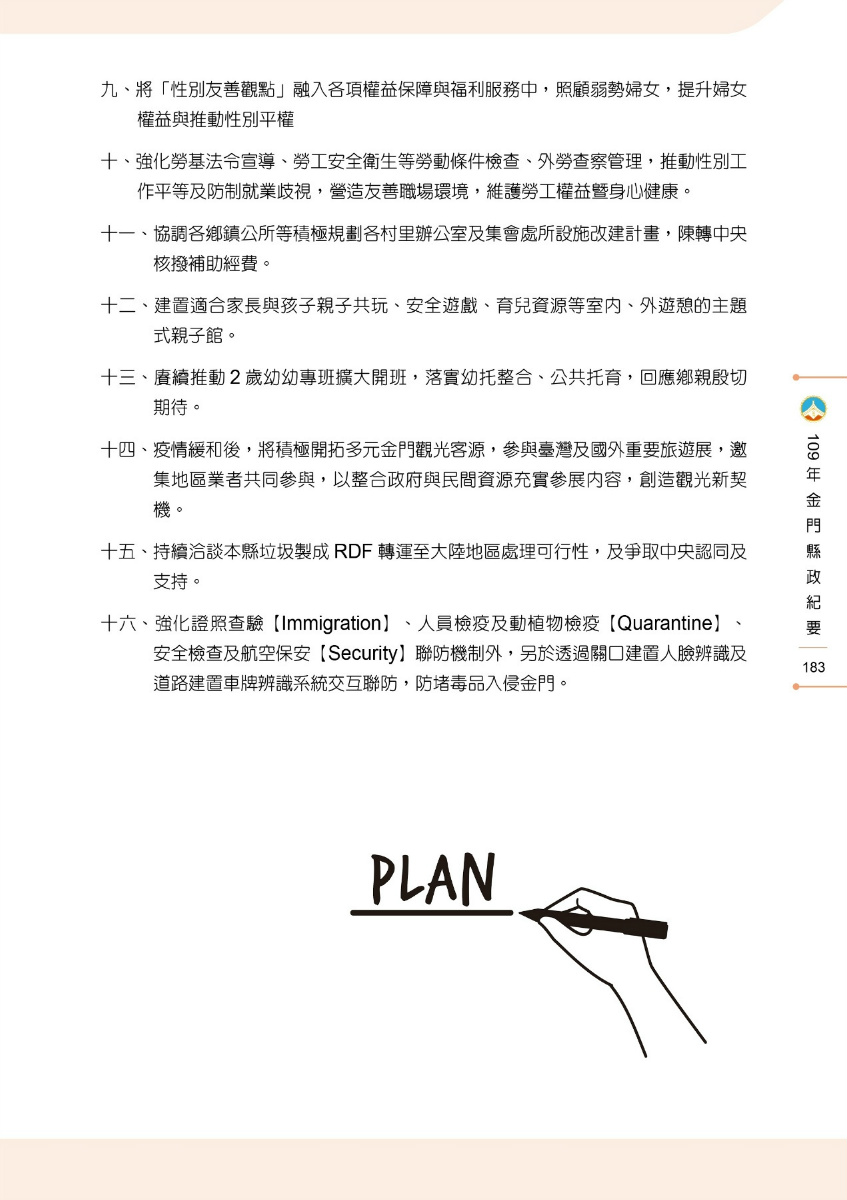 九、將「性別友善觀點」融入各項權益保障與福利服務中，照顧弱勢婦女，提升婦女
權益與推動性別平權
十、強化勞基法令宣導、勞工安全衛生等勞動條件檢查、外勞查察管理，推動性別工
作平等及防制就業歧視，營造友善職場環境，維護勞工權益暨身心健康。
十一、協調各鄉鎮公所等積極規劃各村里辦公室及集會處所設施改建計畫，陳轉中央
核撥補助經費。
十二、建置適合家長與孩子親子共玩、安全遊戲、育兒資源等室內、外遊憩的主題
式親子館。
十三、賡續推動 2 歲幼幼專班擴大開班，落實幼托整合、公共托育，回應鄉親殷切
期待。
十四、疫情緩和後，將積極開拓多元金門觀光客源，參與臺灣及國外重要旅遊展，邀
集地區業者共同參與，以整合政府與民間資源充實參展內容，創造觀光新契
機。
十五、持續洽談本縣垃圾製成 RDF 轉運至大陸地區處理可行性，及爭取中央認同及
支持。
十六、強化證照查驗【Immigration】、人員檢疫及動植物檢疫【Quarantine】、
安全檢查及航空保安【Security】聯防機制外，另於透過關口建置人臉辨識及
道路建置車牌辨識系統交互聯防，防堵毒品入侵金門。
109年金門縣政紀要
183
PLAN